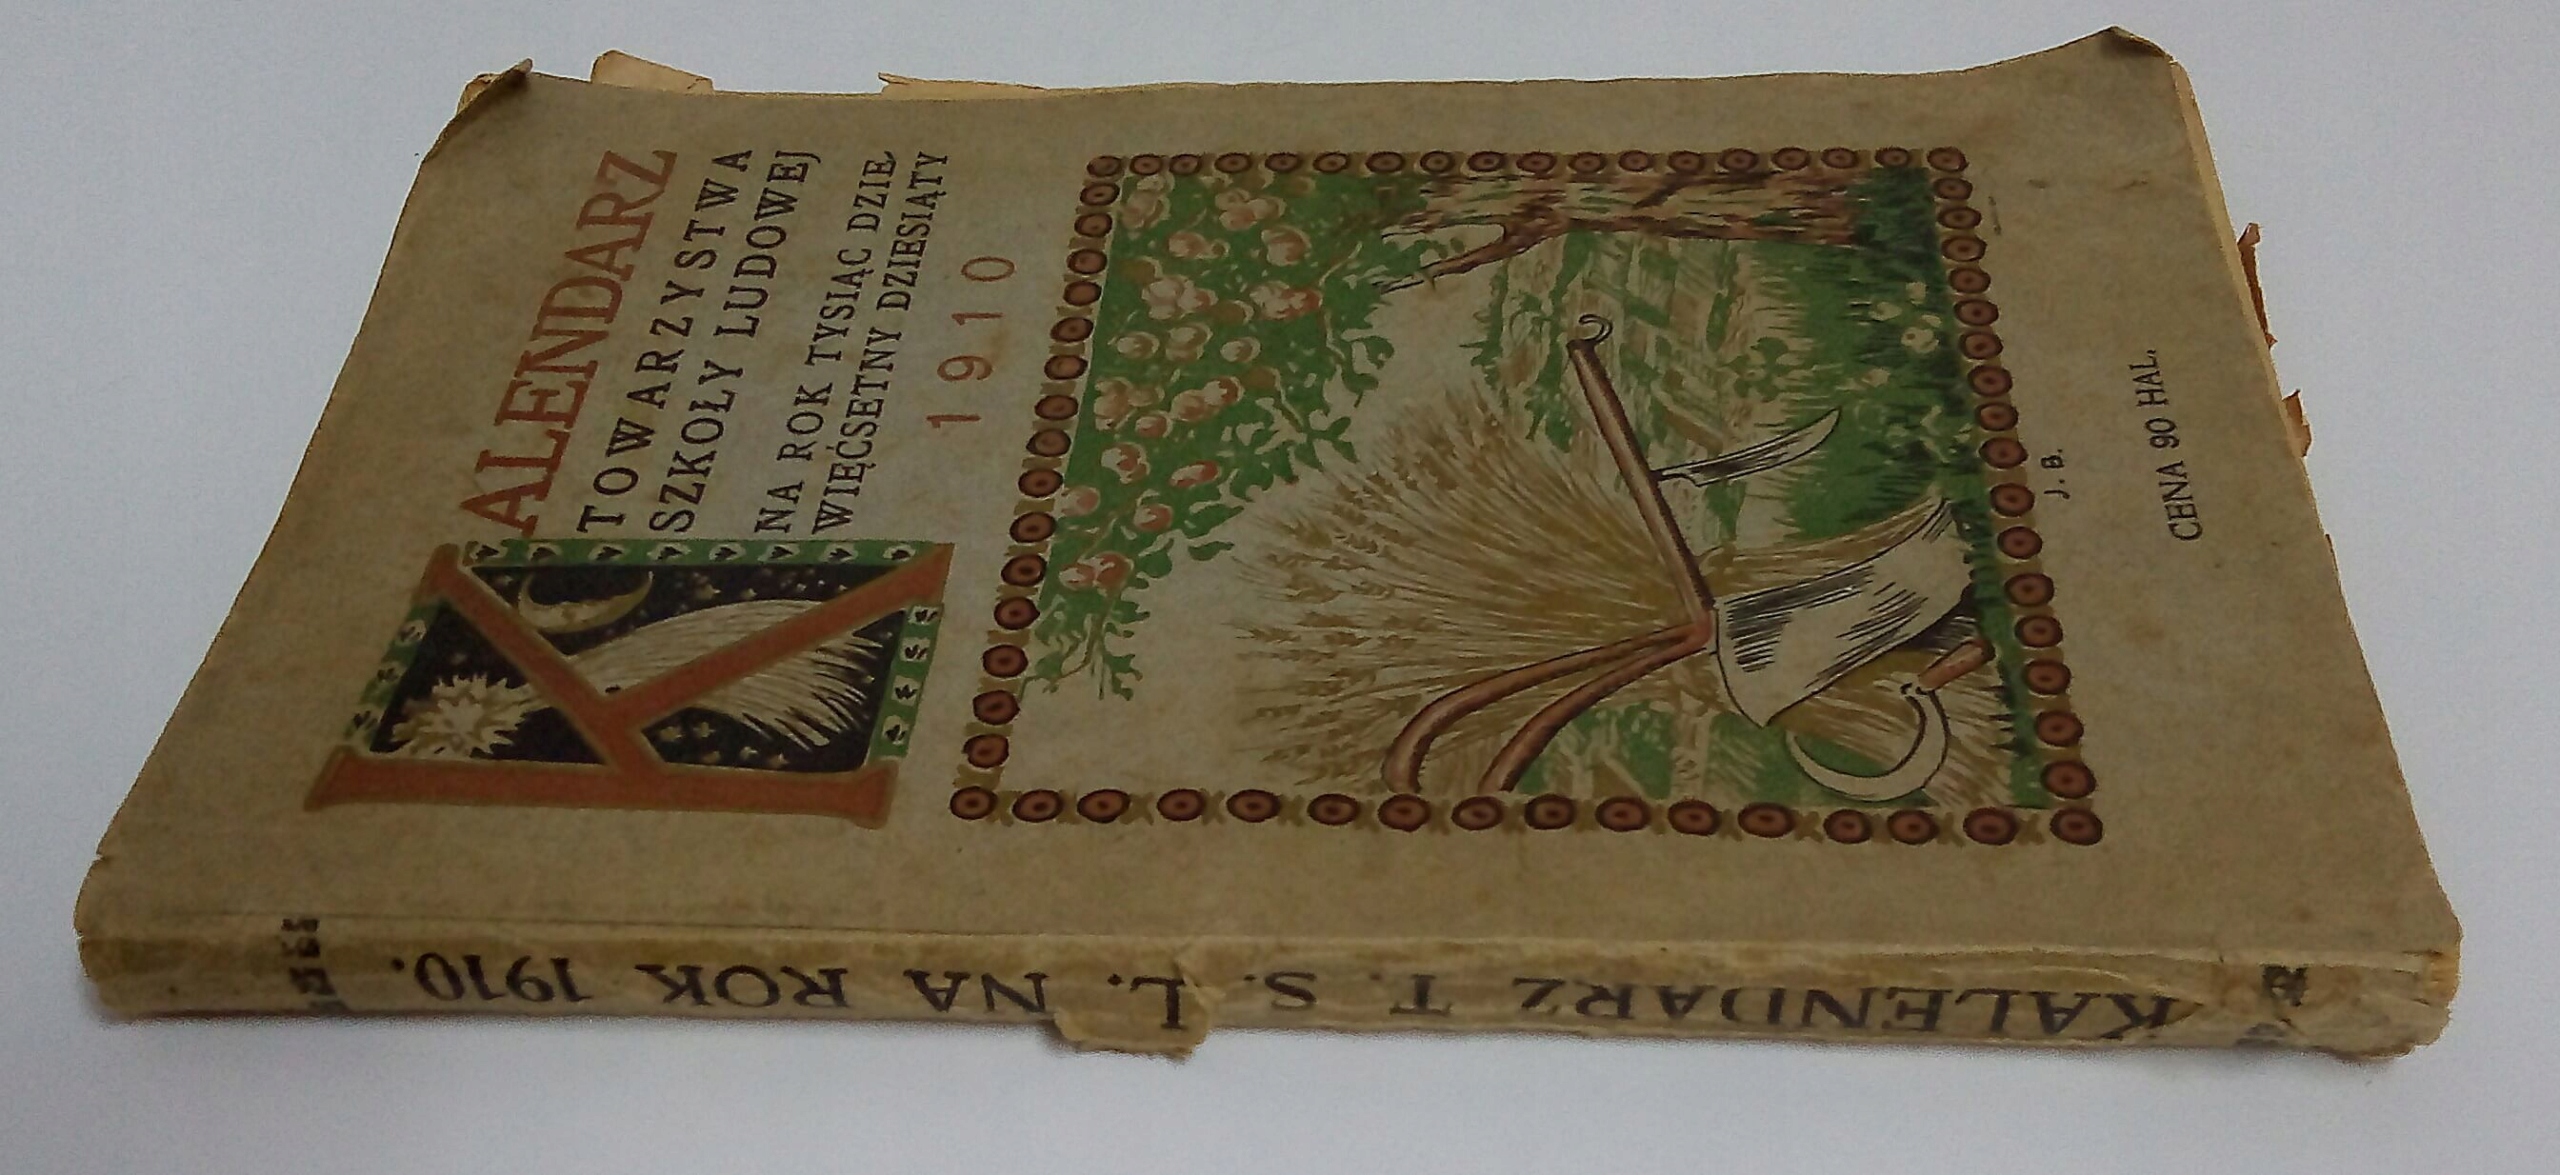 KALENDARZ
TOWARZYSTWA
SZKOŁY LUDOWEJ
NA ROK TYSIĄC DZIE-
WIĘĆSETNY DZIESIĄTY
1910
J. B.
CENA 90 HAL.
KALENDARZ T. S. L. NA ROK 1910.